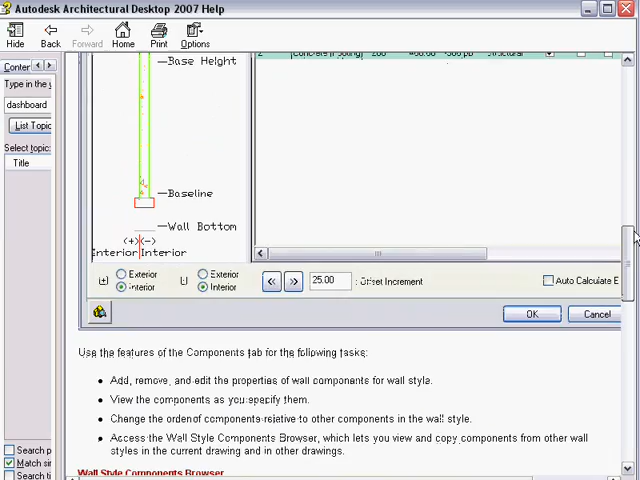 Autodesk Architectural Desktop 2007 Help
Hide Back Forward Home Print Options
Conter
Type in the
dashboard
List Topic
Select topic:
Title
Base Height
Baseline
Wall Bottom
(+) (-)
Interior Interior
Structural
Exterior Exterior
Interior Interior
25.00 : Offset Increment
Auto Calculate E
OK Cancel
Use the features of the Components tab for the following tasks:
• Add, remove, and edit the properties of wall components for wall style.
• View the components as you specify them.
• Change the order of components relative to other components in the wall style.
• Access the Wall Style Components Browser, which lets you view and copy components from other wall
styles in the current drawing and in other drawings.
Search p
Match sir
Search ti
Wall Style Components Browser